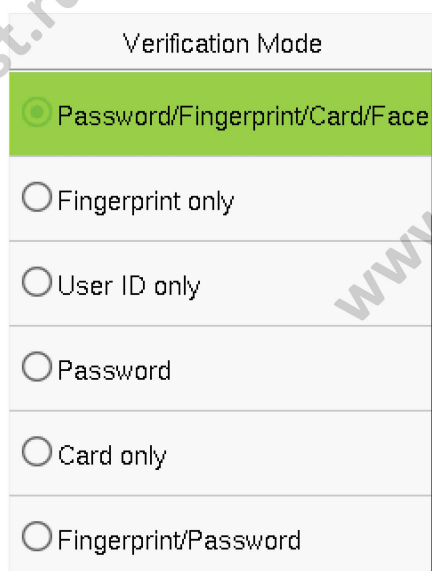 Verification Mode
Password/Fingerprint/Card/Face
Fingerprint only
User ID only
Password
Card only
Fingerprint/Password